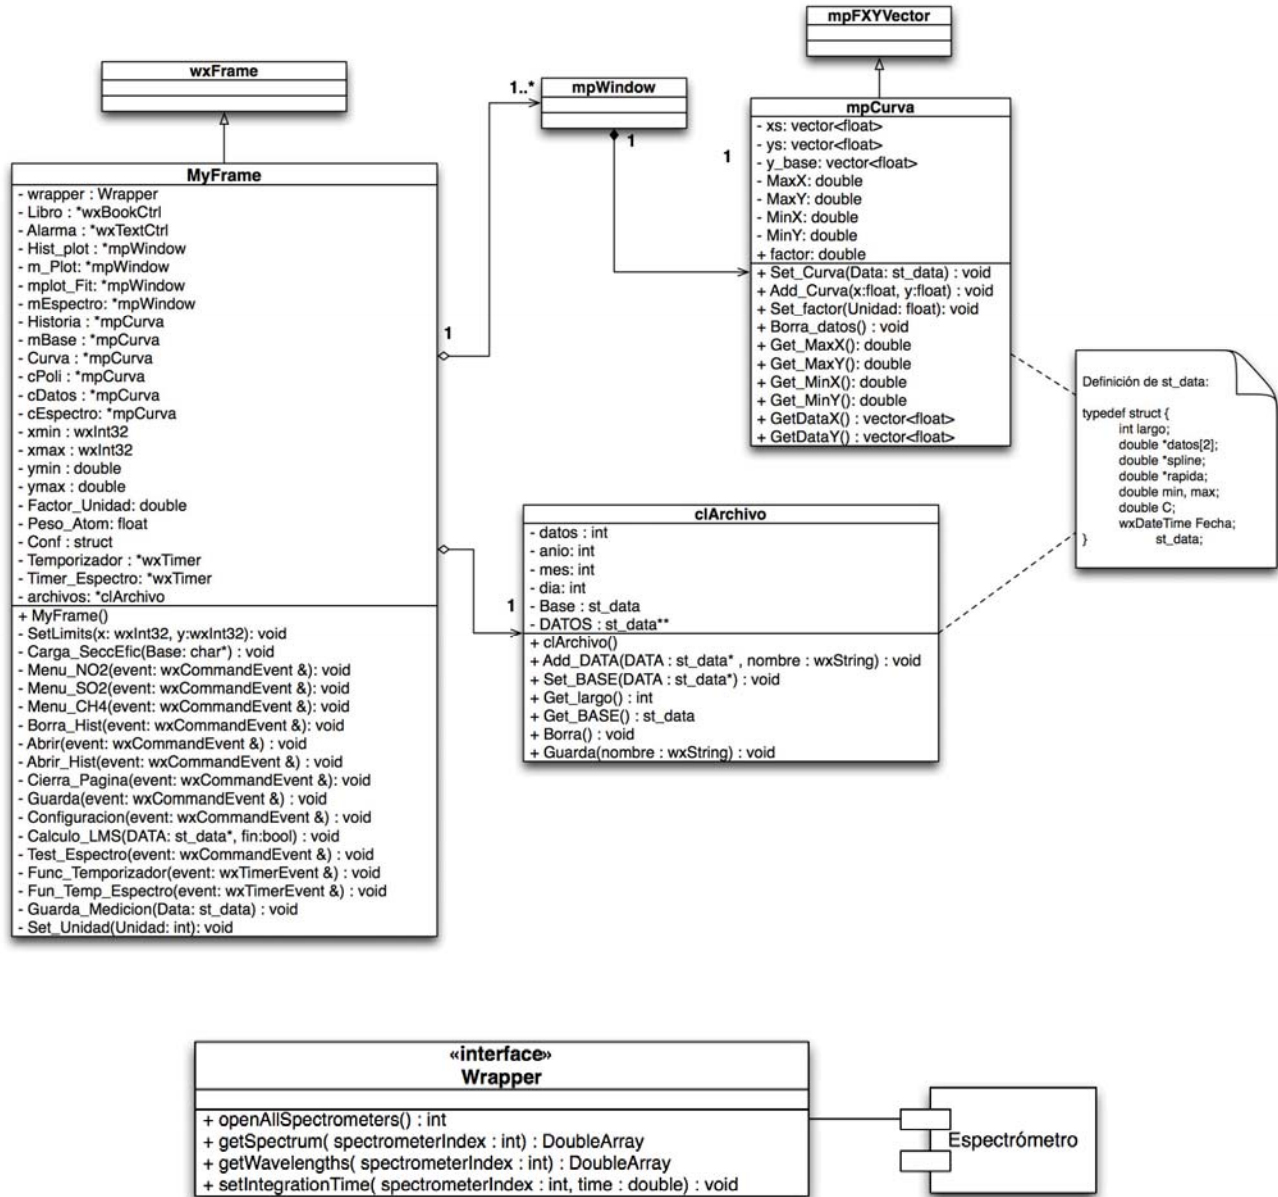 mpFXYVector
wxFrame
1..*
mpWindow
1
mpCurva
- xs: vector<float>
- ys: vector<float>
- y_base: vector<float>
- MaxX: double
- MaxY: double
- MinX: double
- MinY: double
+ factor: double
+ Set_Curva(Data: st_data) : void
+ Add_Curva(x:float, y:float) : void
+ Set_factor(Unidad: float): void
+ Borra_datos() : void
+ Get_MaxX(): double
+ Get_MaxY(): double
+ Get_MinX(): double
+ Get_MinY(): double
+ GetDataX() : vector<float>
+ GetDataY() : vector<float>
1
MyFrame
- wrapper : Wrapper
- Libro : *wxBookCtrl
- Alarma : *wxTextCtrl
- Hist_plot : *mpWindow
- m_Plot: *mpWindow
- mplot_Fit: *mpWindow
- mEspectro: *mpWindow
- Historia : *mpCurva
- mBase : *mpCurva
- Curva : *mpCurva
- cPoli : *mpCurva
- cDatos : *mpCurva
- cEspectro: *mpCurva
- xmin : wxInt32
- xmax : wxInt32
- ymin : double
- ymax : double
- Factor_Unidad: double
- Peso_Atom: float
- Conf : struct
- Temporizador : *wxTimer
- Timer_Espectro: *wxTimer
- archivos: *clArchivo
+ MyFrame()
- SetLimits(x: wxInt32, y:wxInt32): void
- Carga_SeccEfic(Base: char*) : void
- Menu_NO2(event: wxCommandEvent &): void
- Menu_SO2(event: wxCommandEvent &): void
- Menu_CH4(event: wxCommandEvent &): void
- Borra_Hist(event: wxCommandEvent &): void
- Abrir(event: wxCommandEvent &) : void
- Abrir_Hist(event: wxCommandEvent &) : void
- Cierra_Pagina(event: wxCommandEvent &): void
- Guarda(event: wxCommandEvent &) : void
- Configuracion(event: wxCommandEvent &) : void
- Calculo_LMS(DATA: st_data*, fin:bool) : void
- Test_Espectro(event: wxCommandEvent &) : void
- Func_Temporizador(event: wxTimerEvent &) : void
- Fun_Temp_Espectro(event: wxTimerEvent &) : void
- Guarda_Medicion(Data: st_data) : void
- Set_Unidad(Unidad: int): void
1
Definición de st_data:
typedef struct {
int largo;
double *datos[2];
double *spline;
double *rapida;
double min, max;
double C;
wxDateTime Fecha;
} st_data;
1
clArchivo
- datos : int
- anio: int
- mes: int
- dia: int
- Base : st_data
- DATOS : st_data**
+ clArchivo()
+ Add_DATA(DATA : st_data* , nombre : wxString) : void
+ Set_BASE(DATA : st_data*) : void
+ Get_largo() : int
+ Get_BASE() : st_data
+ Borra() : void
+ Guarda(nombre : wxString) : void
«interface»
Wrapper
+ openAllSpectrometers() : int
+ getSpectrum( spectrometerIndex : int) : DoubleArray
+ getWavelengths( spectrometerIndex : int) : DoubleArray
+ setIntegrationTime( spectrometerIndex : int, time : double) : void
Espectrómetro